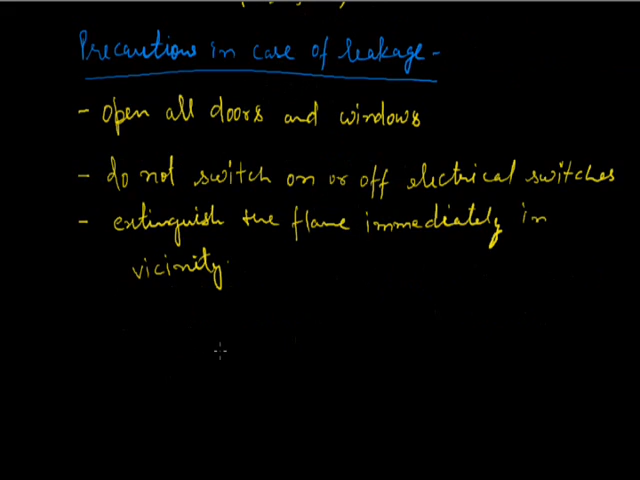 Precautions in case of leakage -
- open all doors and windows
- do not switch on or off electrical switches
- extinguish the flame immediately in
vicinity.